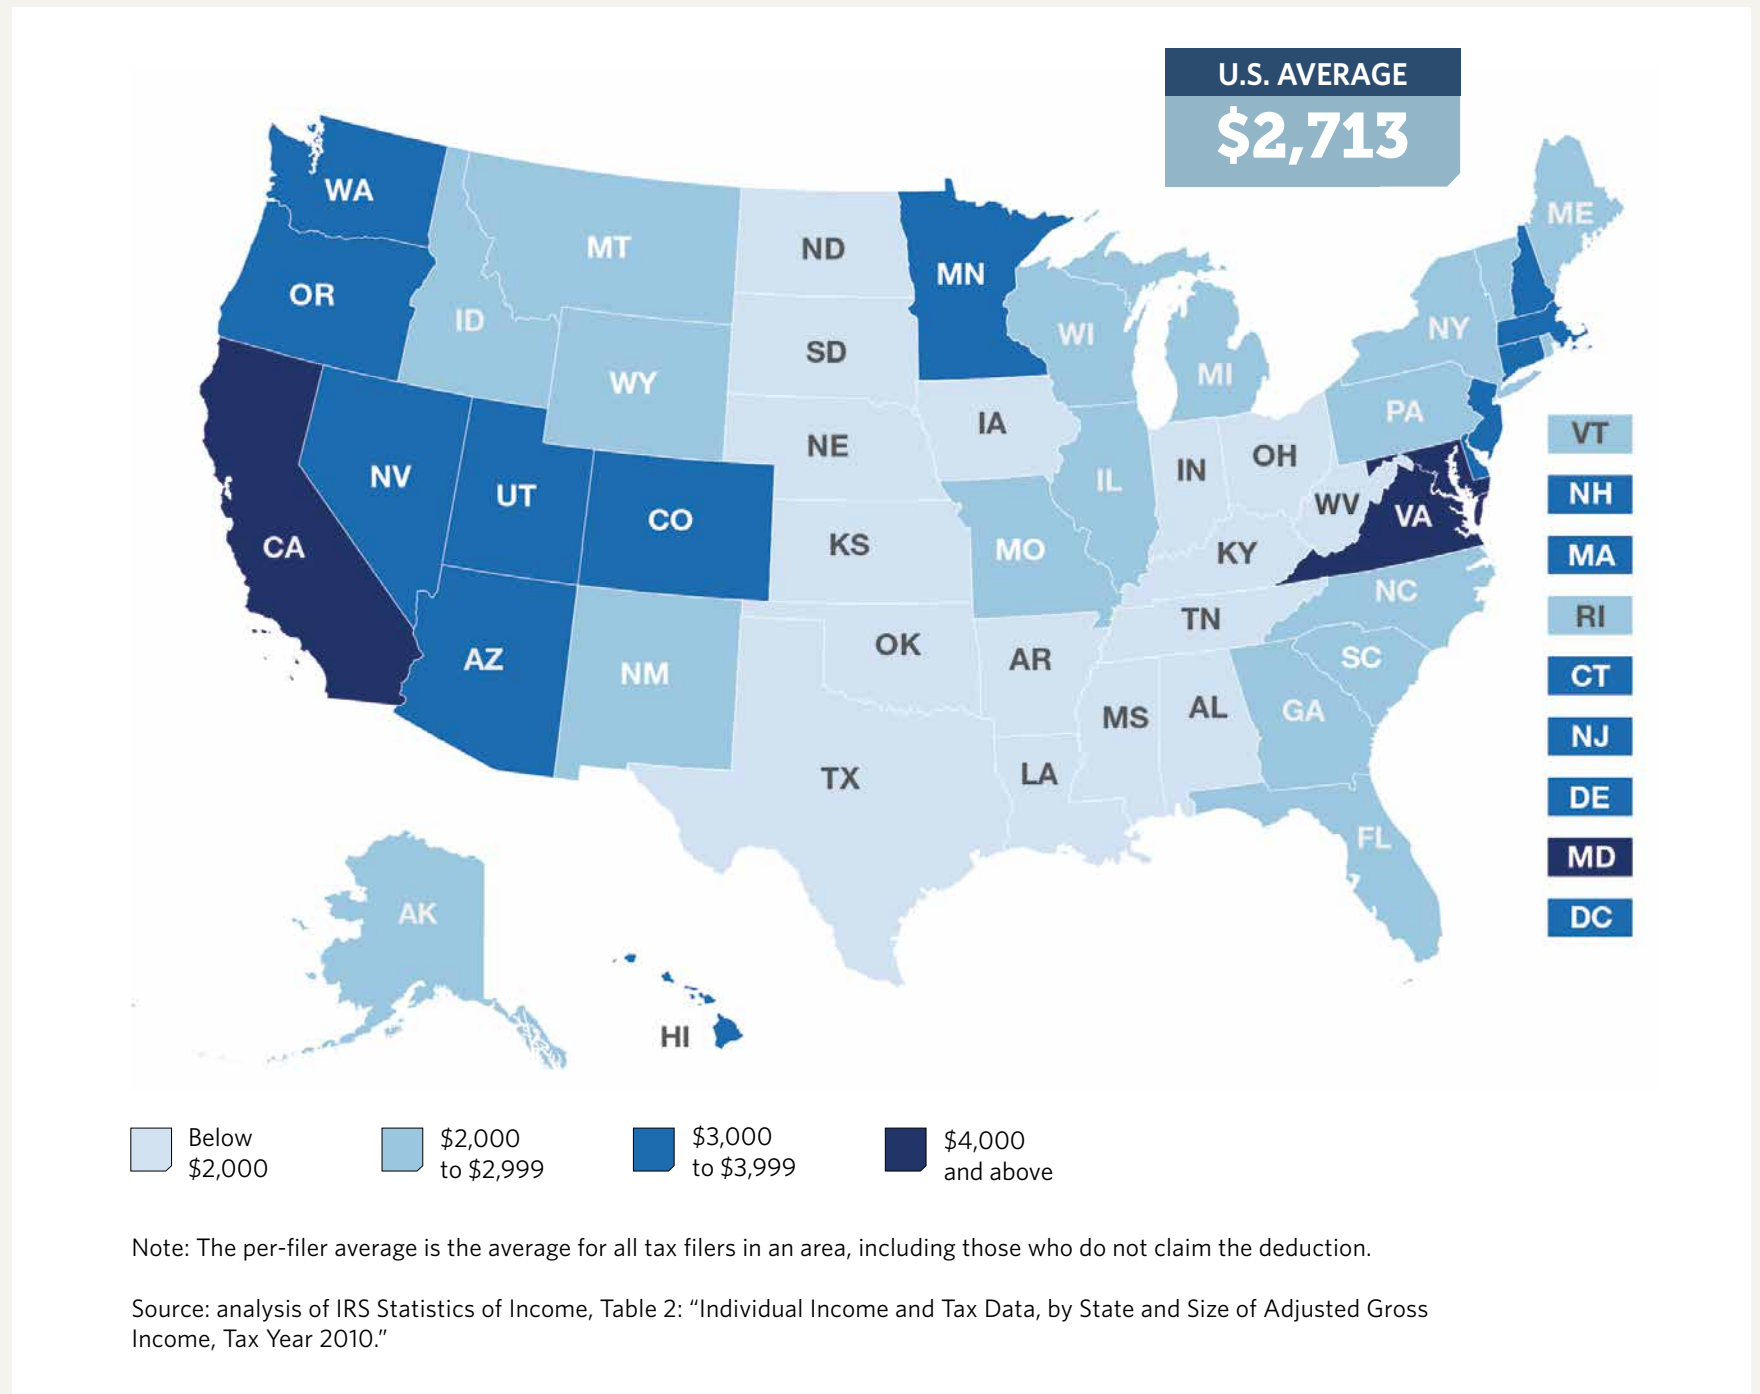 U.S. AVERAGE
$2,713
WA
MT
ND
MN
ME
OR
ID
SD
WI
NY
WY
MI
NE
IA
PA
NV
UT
CO
IL
IN
OH
WV
VA
CA
KS
MO
KY
NC
AZ
NM
OK
AR
TN
SC
MS
AL
GA
TX
LA
FL
AK
HI
VT
NH
MA
RI
CT
NJ
DE
MD
DC
Below
$2,000
$2,000
to $2,999
$3,000
to $3,999
$4,000
and above
Note: The per-filer average is the average for all tax filers in an area, including those who do not claim the deduction.
Source: analysis of IRS Statistics of Income, Table 2: “Individual Income and Tax Data, by State and Size of Adjusted Gross
Income, Tax Year 2010.”